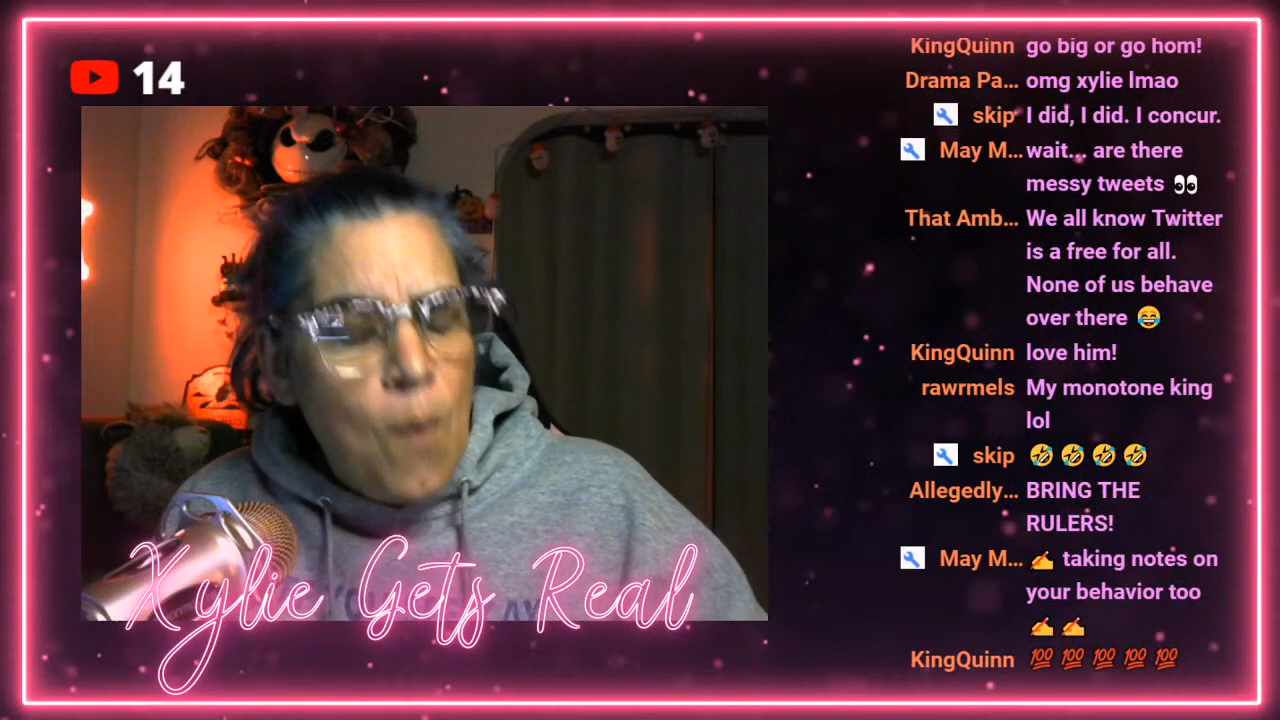 14
Xylie Gets Real
KingQuinn go big or go hom!
Drama Pa... omg xylie lmao
skip I did, I did. I concur.
May M... wait... are there
messy tweets 👀
That Amb... We all know Twitter
is a free for all.
None of us behave
over there 😂
KingQuinn love him!
rawrmels My monotone king
lol
skip 🤣🤣🤣🤣
Allegedly... BRING THE
RULERS!
May M... ✍️ taking notes on
your behavior too
✍️✍️
KingQuinn 💯💯💯💯💯